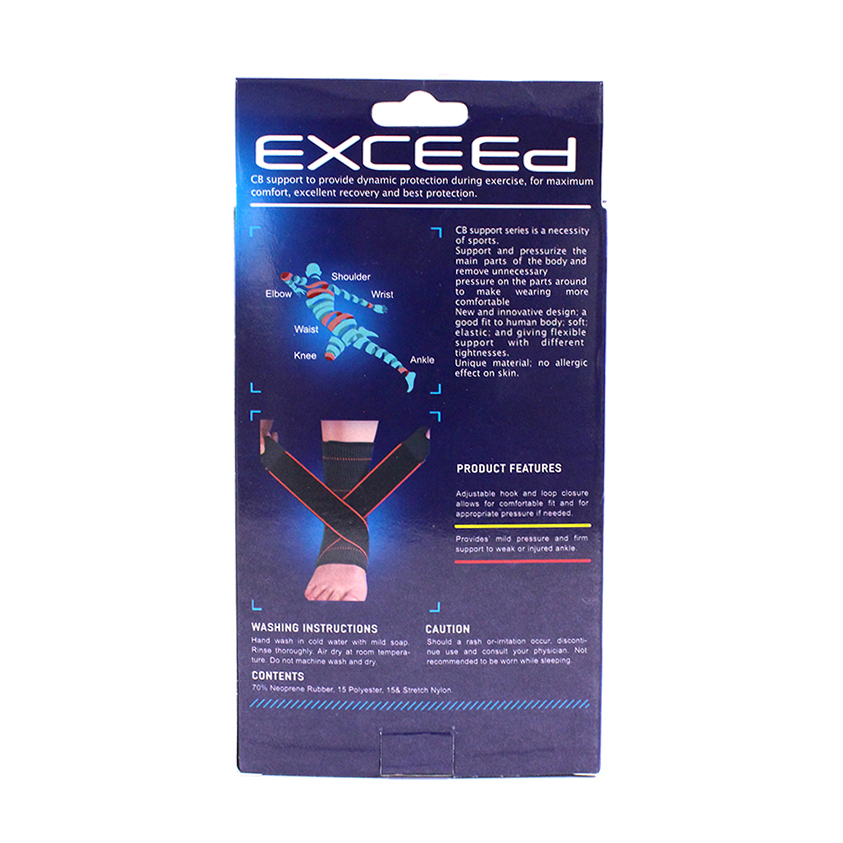 EXCEEd
CB support to provide dynamic protection during exercise, for maximum
comfort, excellent recovery and best protection.
Shoulder
Elbow
Wrist
Waist
Knee
Ankle
CB support series is a necessity
of sports.
Support and pressurize the
main parts of the body and
remove unnecessary
pressure on the parts around
to make wearing more
comfortable
New and innovative design; a
good fit to human body; soft;
elastic; and giving flexible
support with different
tightnesses.
Unique material; no allergic
effect on skin.
PRODUCT FEATURES
Adjustable hook and loop closure
allows for comfortable fit and for
appropriate pressure if needed.
Provides' mild pressure and firm
support to weak or injured ankle.
WASHING INSTRUCTIONS
Hand wash in cold water with mild soap.
Rinse thoroughly. Air dry at room tempera-
ture. Do not machine wash and dry.
CAUTION
Should a rash or-irritation occur, disconti-
nue use and consult your physician. Not
recommended to be worn while sleeping.
CONTENTS
70% Neoprene Rubber, 15 Polyester, 15& Stretch Nylon